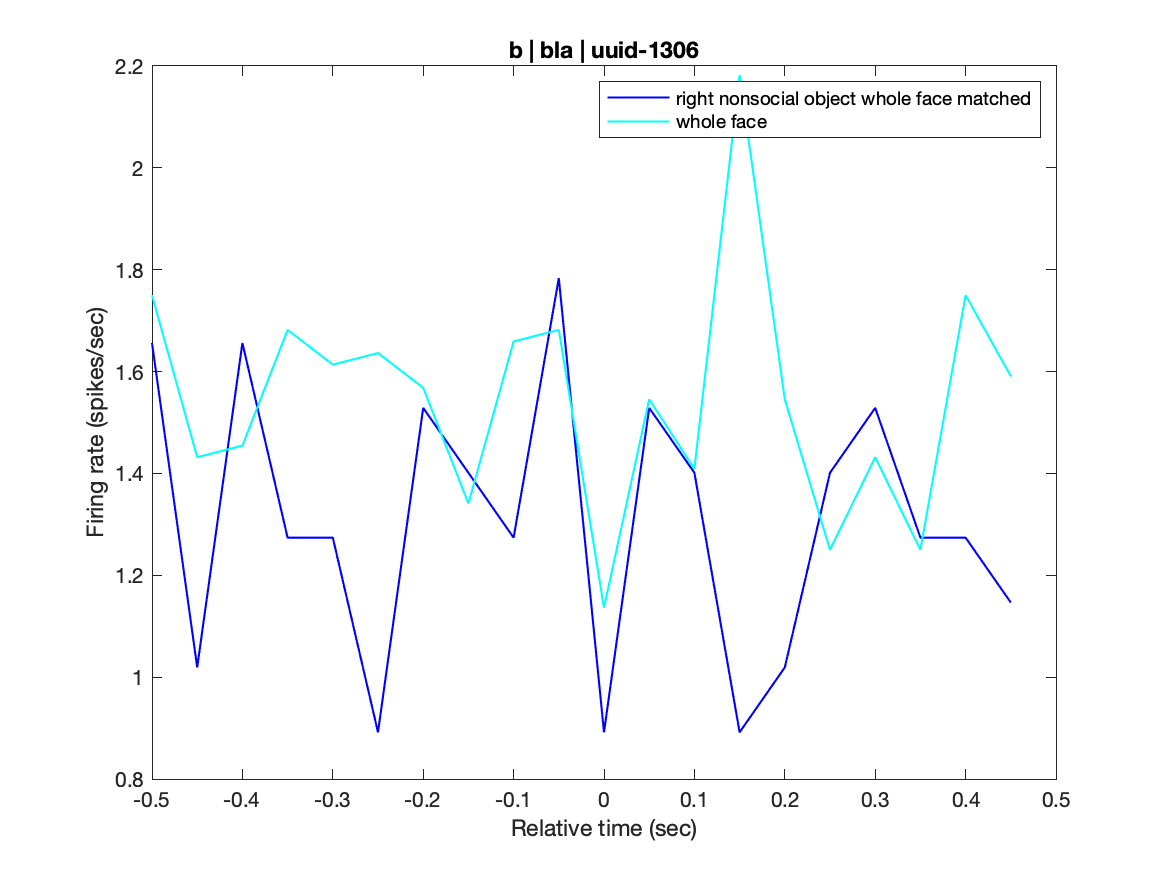 b | bla | uuid-1306
right nonsocial object whole face matched
whole face
Firing rate (spikes/sec)
2.2
2
1.8
1.6
1.4
1.2
1
0.8
-0.5 -0.4 -0.3 -0.2 -0.1 0 0.1 0.2 0.3 0.4 0.5
Relative time (sec)